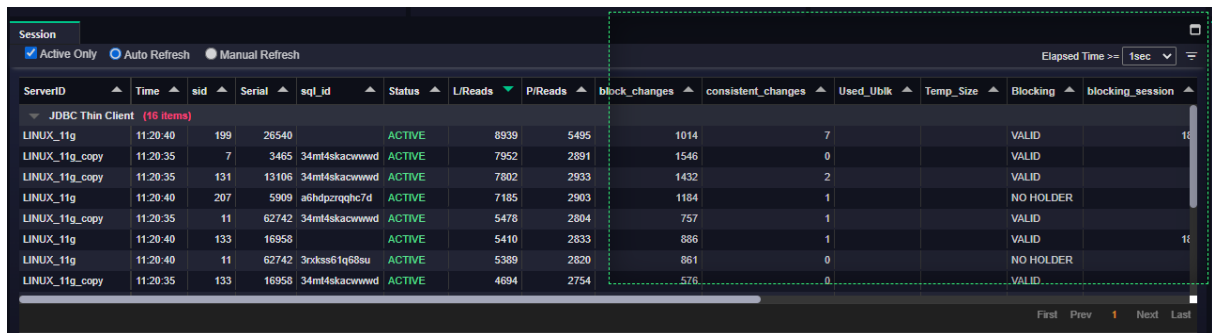 Session
Active Only Auto Refresh Manual Refresh Elapsed Time >= 1sec
ServerID Time sid Serial sql_id Status L/Reads P/Reads block_changes consistent_changes Used_Ublk Temp_Size Blocking blocking_session
JDBC Thin Client (16 items)
LINUX_11g 11:20:40 199 26540 ACTIVE 8939 5495 1014 7 VALID
LINUX_11g_copy 11:20:35 7 3465 34mt4skacwwwd ACTIVE 7952 2891 1546 0 VALID
LINUX_11g_copy 11:20:35 131 13106 34mt4skacwwwd ACTIVE 7802 2933 1432 2 VALID
LINUX_11g 11:20:40 207 5909 a6hdpzrqqhc7d ACTIVE 7185 2903 1184 1 NO HOLDER
LINUX_11g_copy 11:20:35 11 62742 34mt4skacwwwd ACTIVE 5478 2804 757 1 VALID
LINUX_11g 11:20:40 133 16958 ACTIVE 5410 2833 886 1 VALID
LINUX_11g 11:20:40 11 62742 3rxkss61q68su ACTIVE 5389 2820 861 0 NO HOLDER
LINUX_11g_copy 11:20:35 133 16958 34mt4skacwwwd ACTIVE 4694 2754 576 0 VALID
First Prev 1 Next Last